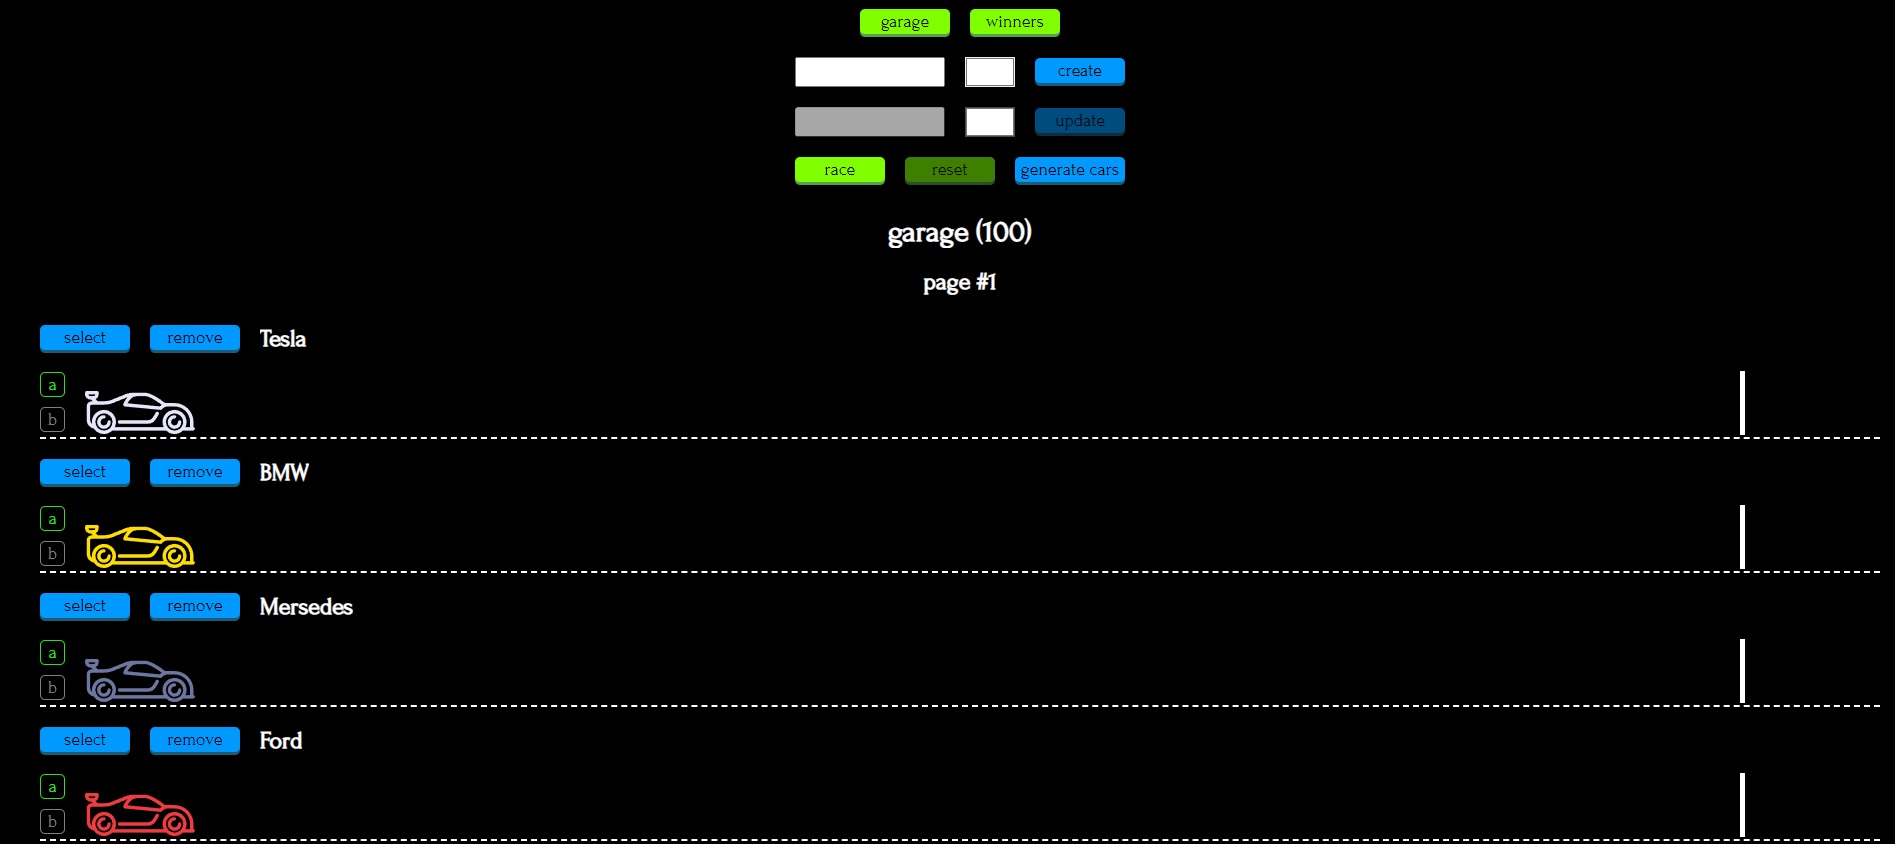 garage winners
create
update
race reset generate cars
garage (100)
page #1
select remove Tesla
a
b
select remove BMW
a
b
select remove Mersedes
a
b
select remove Ford
a
b